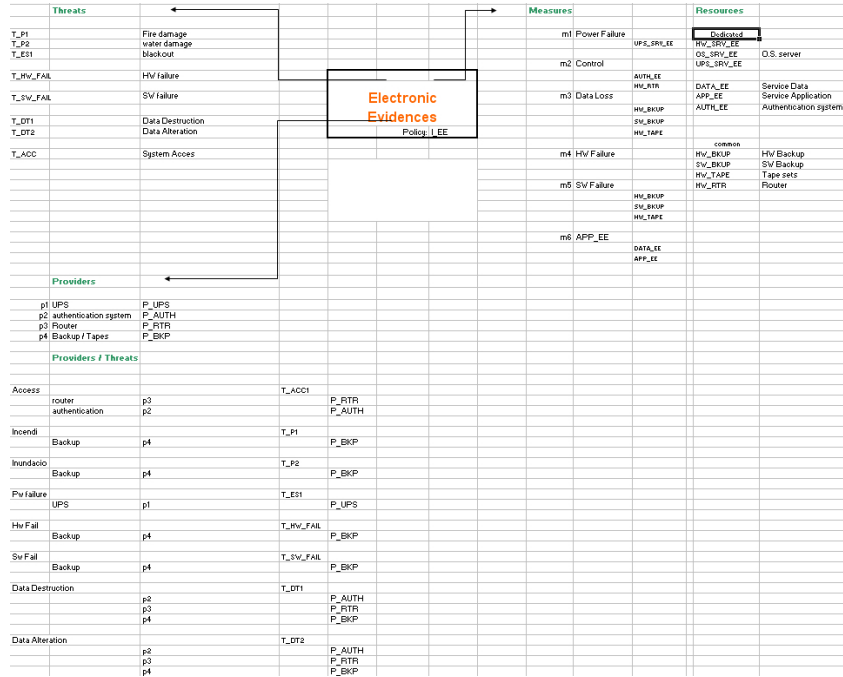 Threats Measures Resources
T_P1 Fire damage m1 Power Failure Dedicated
T_P2 water damage UPS_SRV_EE HW_SRV_EE
T_ES1 blackout OS_SRV_EE O.S. server
m2 Control UPS_SRV_EE
T_HW_FAIL HW failure AUTH_EE
HW_RTR DATA_EE Service Data
T_SW_FAIL SW failure Electronic m3 Data Loss APP_EE Service Application
HW_BKUP AUTH_EE Authentication system
T_DT1 Data Destruction Evidences SW_BKUP
T_DT2 Data Alteration Policy: I_EE HW_TAPE
common
T_ACC System Acces m4 HW Failure HW_BKUP HW Backup
SW_BKUP SW Backup
HW_TAPE Tape sets
m5 SW Failure HW_RTR Router
HW_BKUP
SW_BKUP
HW_TAPE
m6 APP_EE
DATA_EE
APP_EE
Providers
p1 UPS P_UPS
p2 authentication system P_AUTH
p3 Router P_RTR
p4 Backup / Tapes P_BKP
Providers / Threats
Access T_ACC1
router p3 P_RTR
authentication p2 P_AUTH
Incendi T_P1
Backup p4 P_BKP
Inundacio T_P2
Backup p4 P_BKP
Pw failure T_ES1
UPS p1 P_UPS
Hw Fail T_HW_FAIL
Backup p4 P_BKP
Sw Fail T_SW_FAIL
Backup p4 P_BKP
Data Destruction T_DT1
p2 P_AUTH
p3 P_RTR
p4 P_BKP
Data Alteration T_DT2
p2 P_AUTH
p3 P_RTR
p4 P_BKP